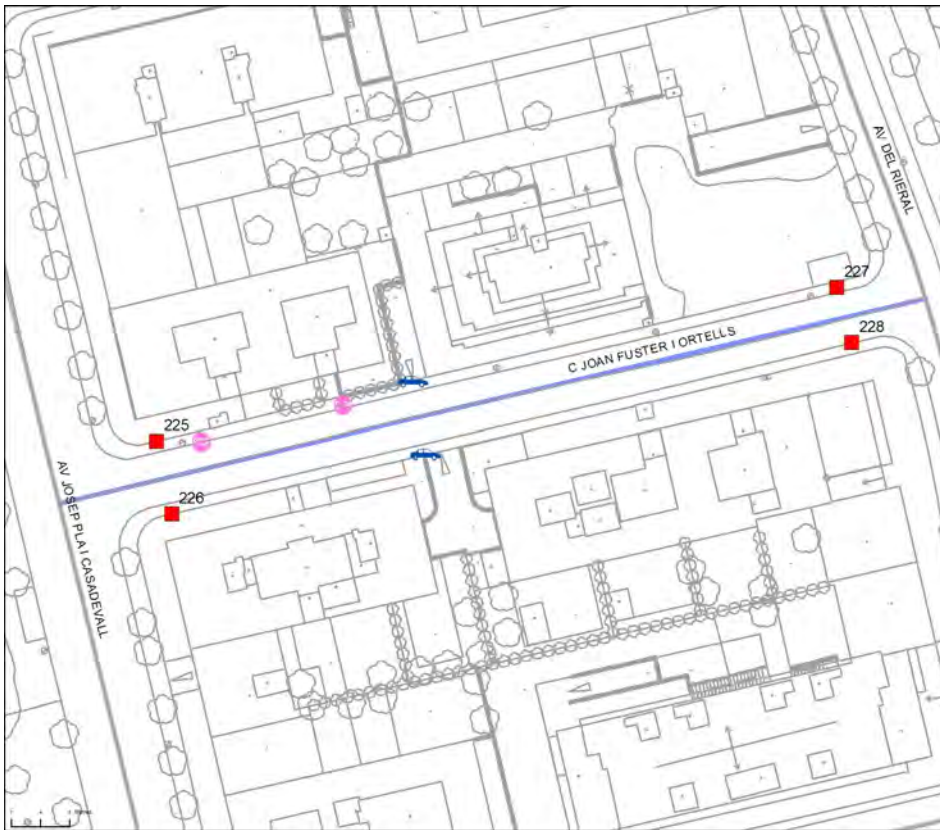 AV DEL RIERAL
227
228
C JOAN FUSTER I ORTELLS
225
226
AV JOSEP PLA I CASADEVALL